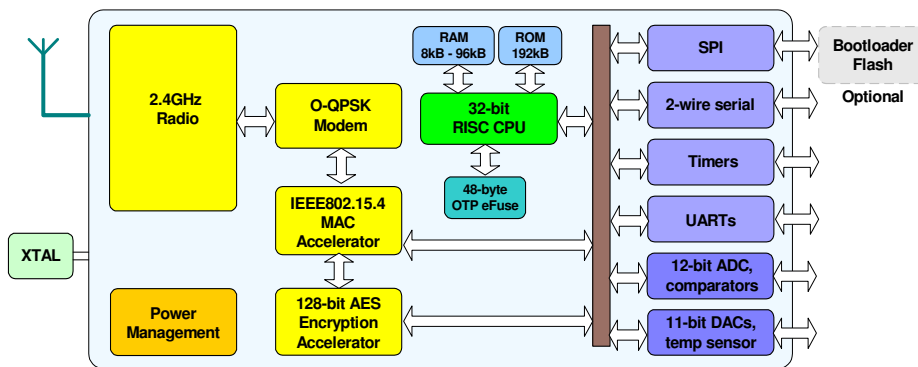 2.4GHz
Radio
O-QPSK
Modem
IEEE802.15.4
MAC
Accelerator
128-bit AES
Encryption
Accelerator
XTAL
Power
Management
RAM
8kB - 96kB
ROM
192kB
32-bit
RISC CPU
48-byte
OTP eFuse
SPI
2-wire serial
Timers
UARTs
12-bit ADC,
comparators
11-bit DACs,
temp sensor
Bootloader
Flash
Optional